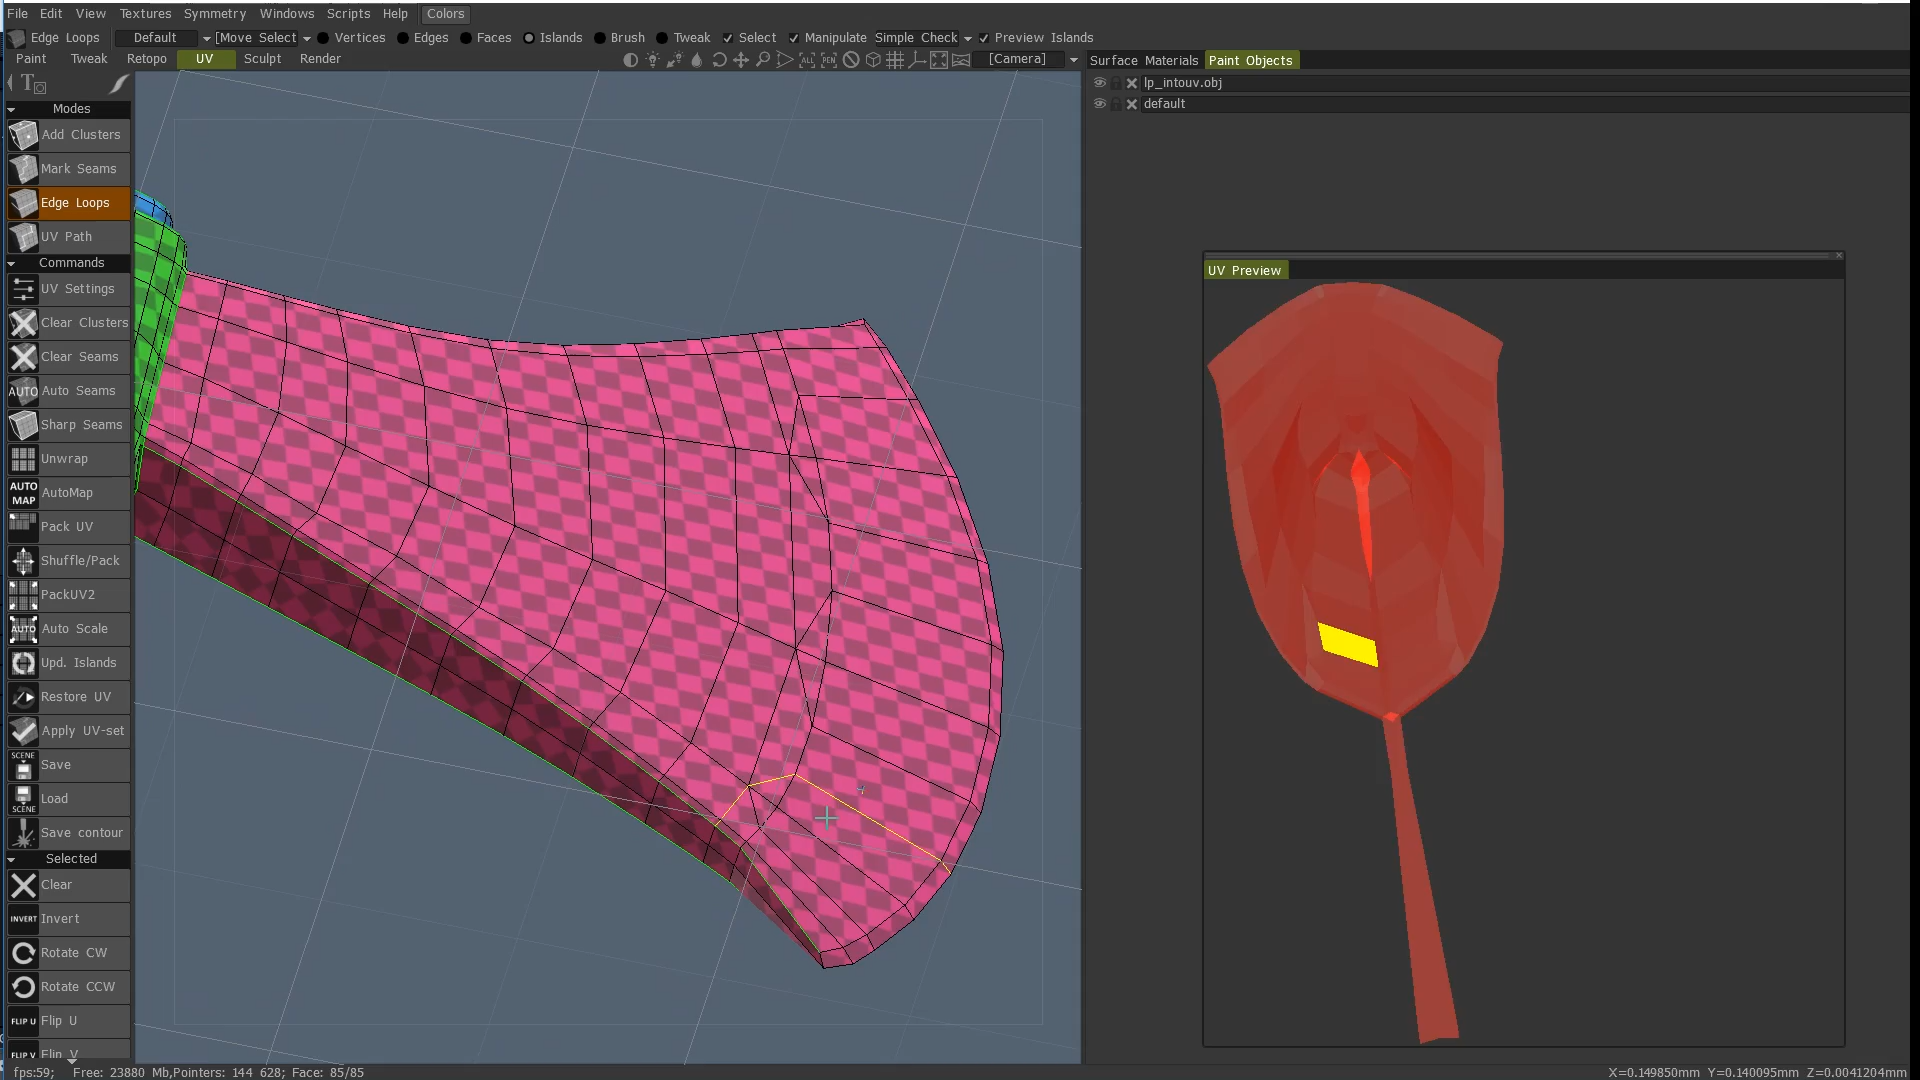 File Edit View Textures Symmetry Windows Scripts Help Colors
Edge Loops Default [Move Select] Vertices Edges Faces Islands Brush Tweak Select Manipulate Simple Check Preview Islands
Paint Tweak Retopo UV Sculpt Render ALL PEN [Camera] Surface Materials Paint Objects
lp_intouv.obj
default
Modes
Add Clusters
Mark Seams
Edge Loops
UV Path
Commands
UV Settings
Clear Clusters
Clear Seams
AUTO Auto Seams
Sharp Seams
Unwrap
AUTO MAP AutoMap
Pack UV
Shuffle/Pack
PackUV2
AUTO Auto Scale
Upd. Islands
Restore UV
Apply UV-set
SCENE Save
Load SCENE
Save contour
Selected
Clear
INVERT Invert
Rotate CW
Rotate CCW
FLIP U Flip U
FLIP V Flip V
UV Preview
fps:59; Free: 23880 Mb,Pointers: 144 628; Face: 85/85 X=0.149850mm Y=0.140095mm Z=0.0041204mm